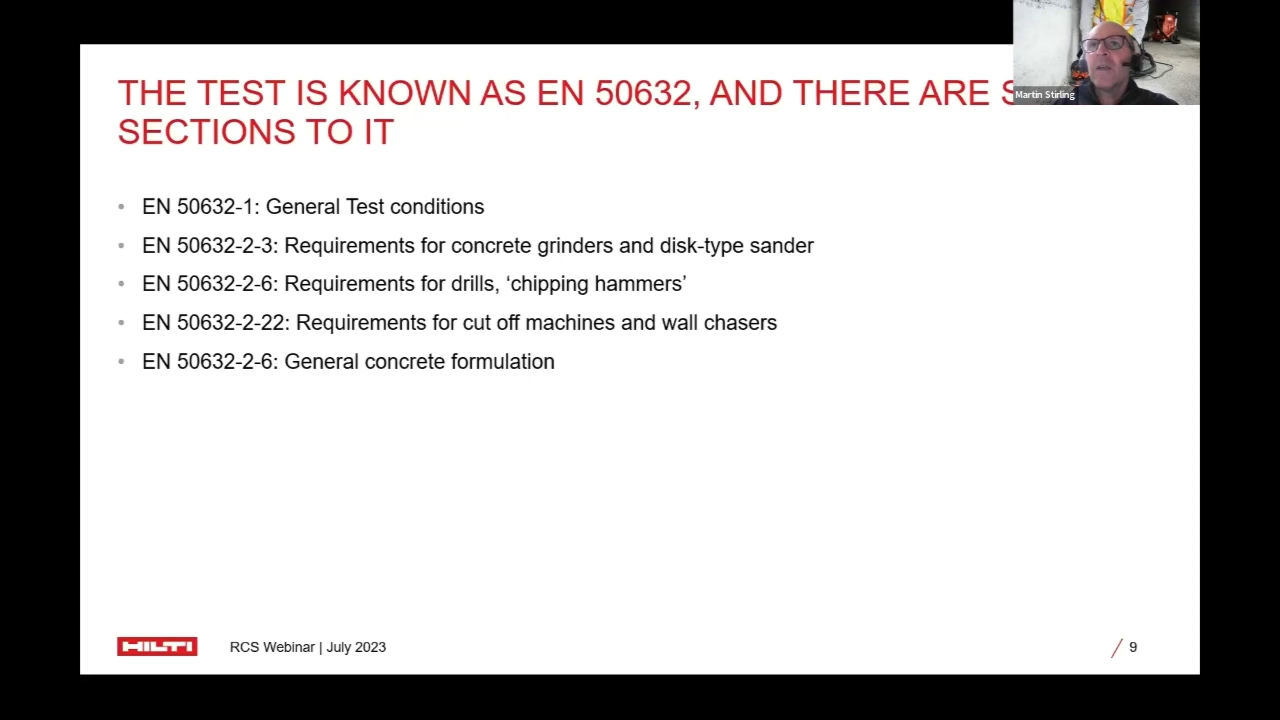 THE TEST IS KNOWN AS EN 50632, AND THERE ARE S
SECTIONS TO IT
Martin Stirling
• EN 50632-1: General Test conditions
• EN 50632-2-3: Requirements for concrete grinders and disk-type sander
• EN 50632-2-6: Requirements for drills, ‘chipping hammers’
• EN 50632-2-22: Requirements for cut off machines and wall chasers
• EN 50632-2-6: General concrete formulation
HILTI
RCS Webinar | July 2023
/ 9